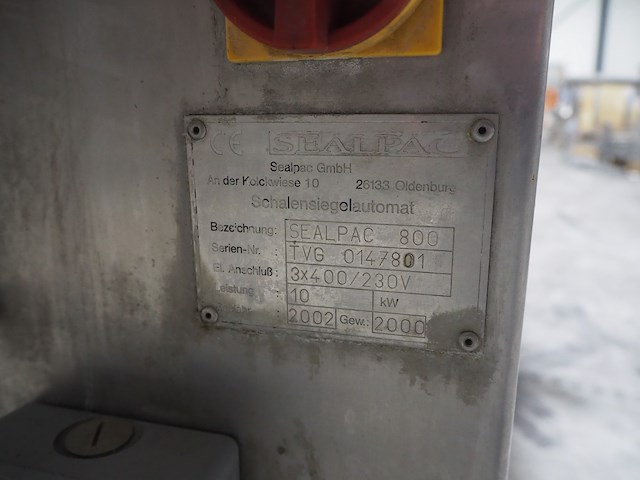 CE SEALPAC
Sealpac GmbH
An der Kolckwiese 10 26133 Oldenburg
Schalensiegelautomat
Bezeichnung: SEALPAC 800
Serien-Nr. : TVG 0147801
El. Anschluß: 3x400/230V
Leistung : 10 kW
: 2002 Gew.: 2000